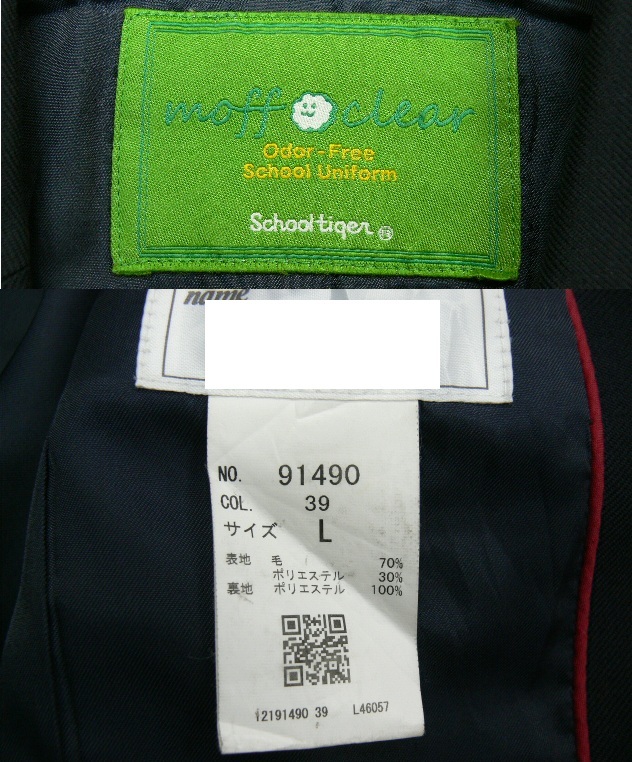 moff clear
Odor-Free
School Uniform
Schooltiger®
name
NO. 91490
COL. 39
サイズ L
表地 毛 70%
ポリエステル 30%
裏地 ポリエステル 100%
12191490 39 L46057